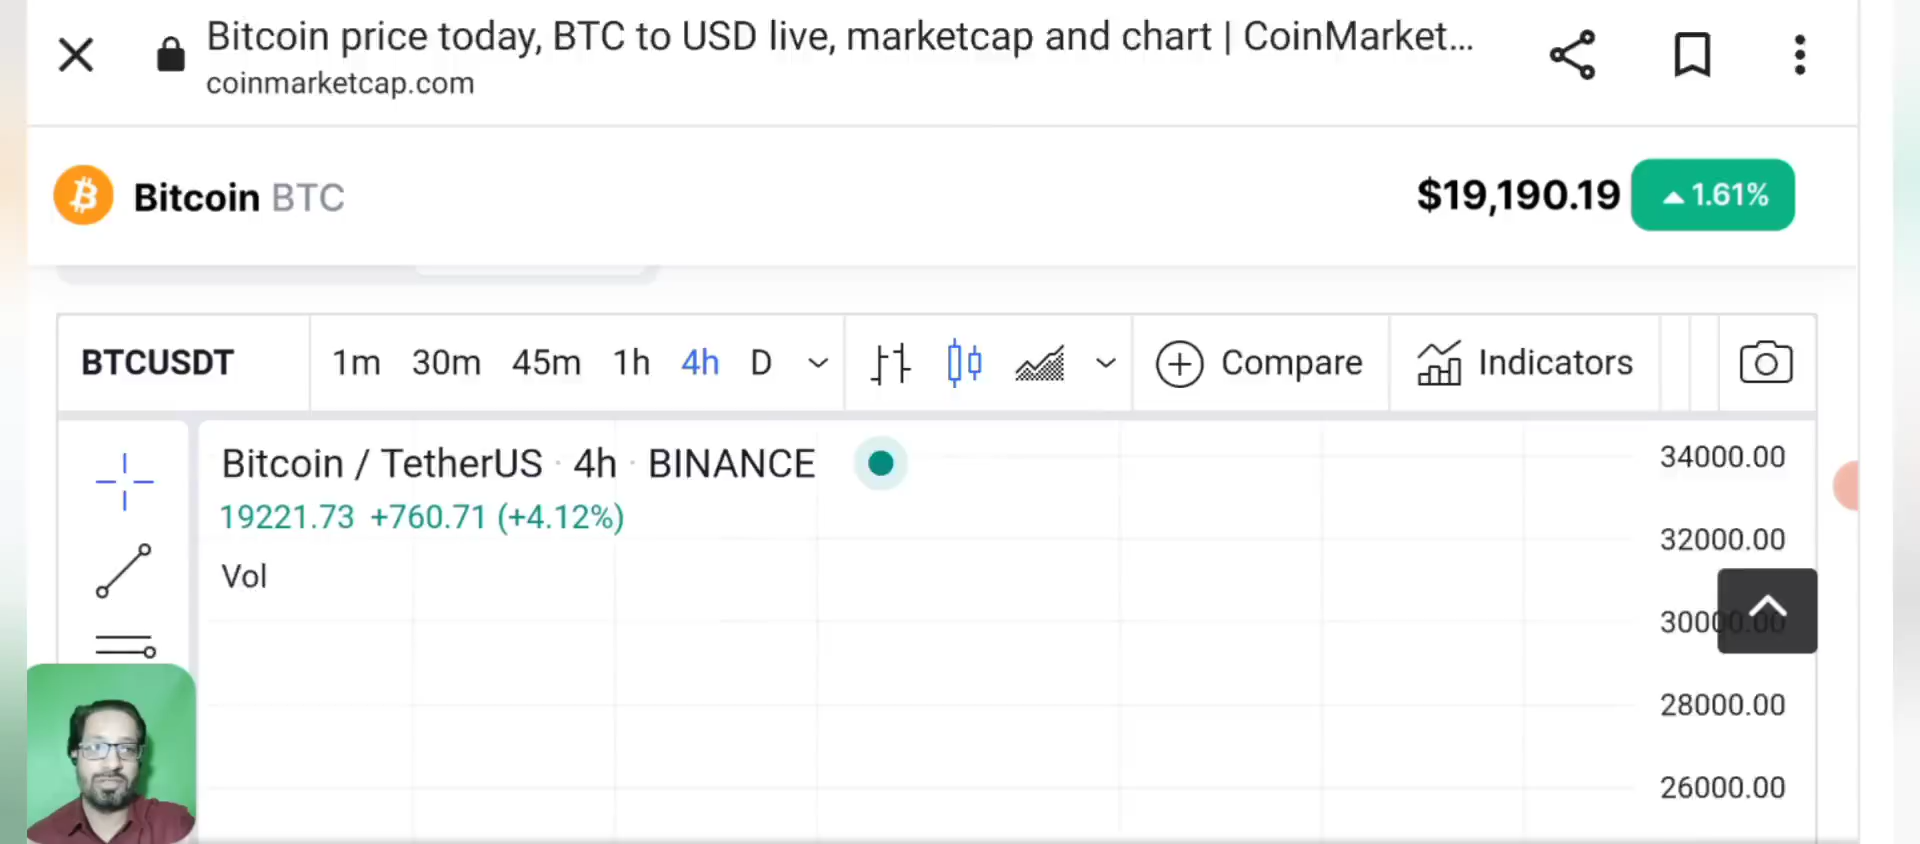 Bitcoin price today, BTC to USD live, marketcap and chart | CoinMarket...
coinmarketcap.com
Bitcoin BTC
$19,190.19 ▲ 1.61%
BTCUSDT 1m 30m 45m 1h 4h D Compare Indicators
Bitcoin / TetherUS · 4h · BINANCE
19221.73 +760.71 (+4.12%)
Vol
34000.00
32000.00
30000.00
28000.00
26000.00